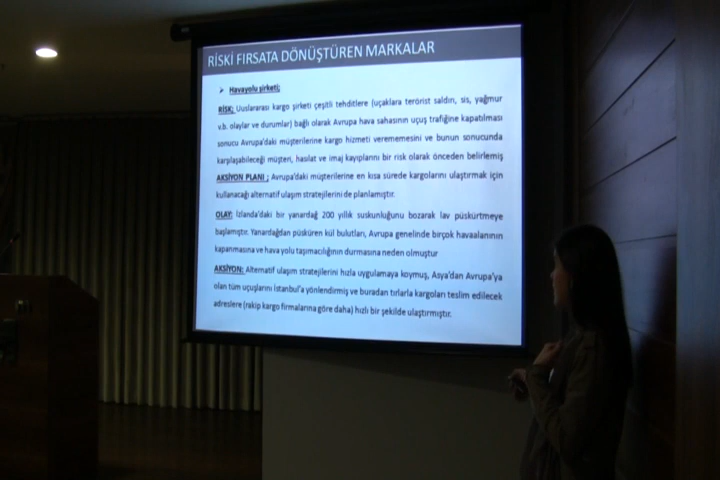 RİSKİ FIRSATA DÖNÜŞTÜREN MARKALAR
Havayolu şirketi;
RİSK; Uluslararası kargo şirketi çeşitli tehditlere (uçaklara terörist saldırı, sis, yağmur
v.b. olaylar ve durumlar) bağlı olarak Avrupa hava sahasının uçuş trafiğine kapatılması
sonucu Avrupa'daki müşterilerine kargo hizmeti verememesini ve bunun sonucunda
karşılaşabileceği müşteri, hasılat ve imaj kayıplarını bir risk olarak önceden belirlemiş
AKSİYON PLANI ; Avrupa'daki müşterilerine en kısa sürede kargolarını ulaştırmak için
kullanacağı alternatif ulaşım stratejilerini de planlamıştır.
OLAY: İzlanda'daki bir yanardağ 200 yıllık suskunluğunu bozarak lav püskürtmeye
başlamıştır. Yanardağdan püsküren kül bulutları, Avrupa genelinde birçok havaalanının
kapanmasına ve hava yolu taşımacılığının durmasına neden olmuştur
AKSİYON: Alternatif ulaşım stratejilerini hızla uygulamaya koymuş, Asya'dan Avrupa'ya
olan tüm uçuşlarını İstanbul'a yönlendirmiş ve buradan tırlarla kargoları teslim edilecek
adreslere (rakip kargo firmalarına göre daha) hızlı bir şekilde ulaştırmıştır.